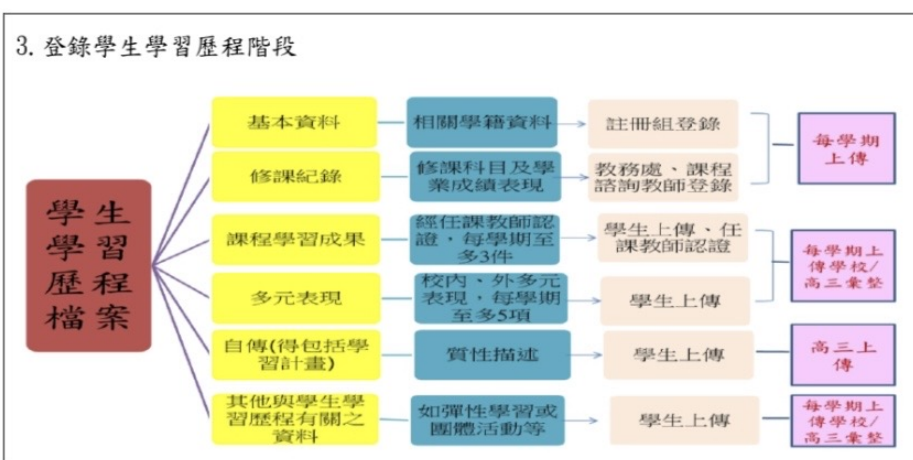 3. 登錄學生學習歷程階段
學生
學習
歷程
檔案
基本資料
相關學籍資料
註冊組登錄
每學期
上傳
修課紀錄
修課科目及學
業成績表現
教務處、課程
諮詢教師登錄
課程學習成果
經任課教師認
證，每學期至
多3件
學生上傳、任
課教師認證
每學期上
傳學校/
高三彙整
多元表現
校內、外多元
表現，每學期
至多5項
學生上傳
自傳(得包括學
習計畫)
質性描述
學生上傳
高三上
傳
其他與學生學
習歷程有關之
資料
如彈性學習或
團體活動等
學生上傳
每學期上
傳學校/
高三彙整